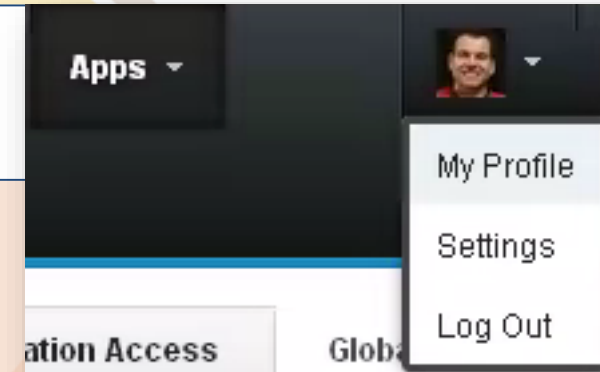 Apps
My Profile
Settings
Log Out
ation Access
Globa